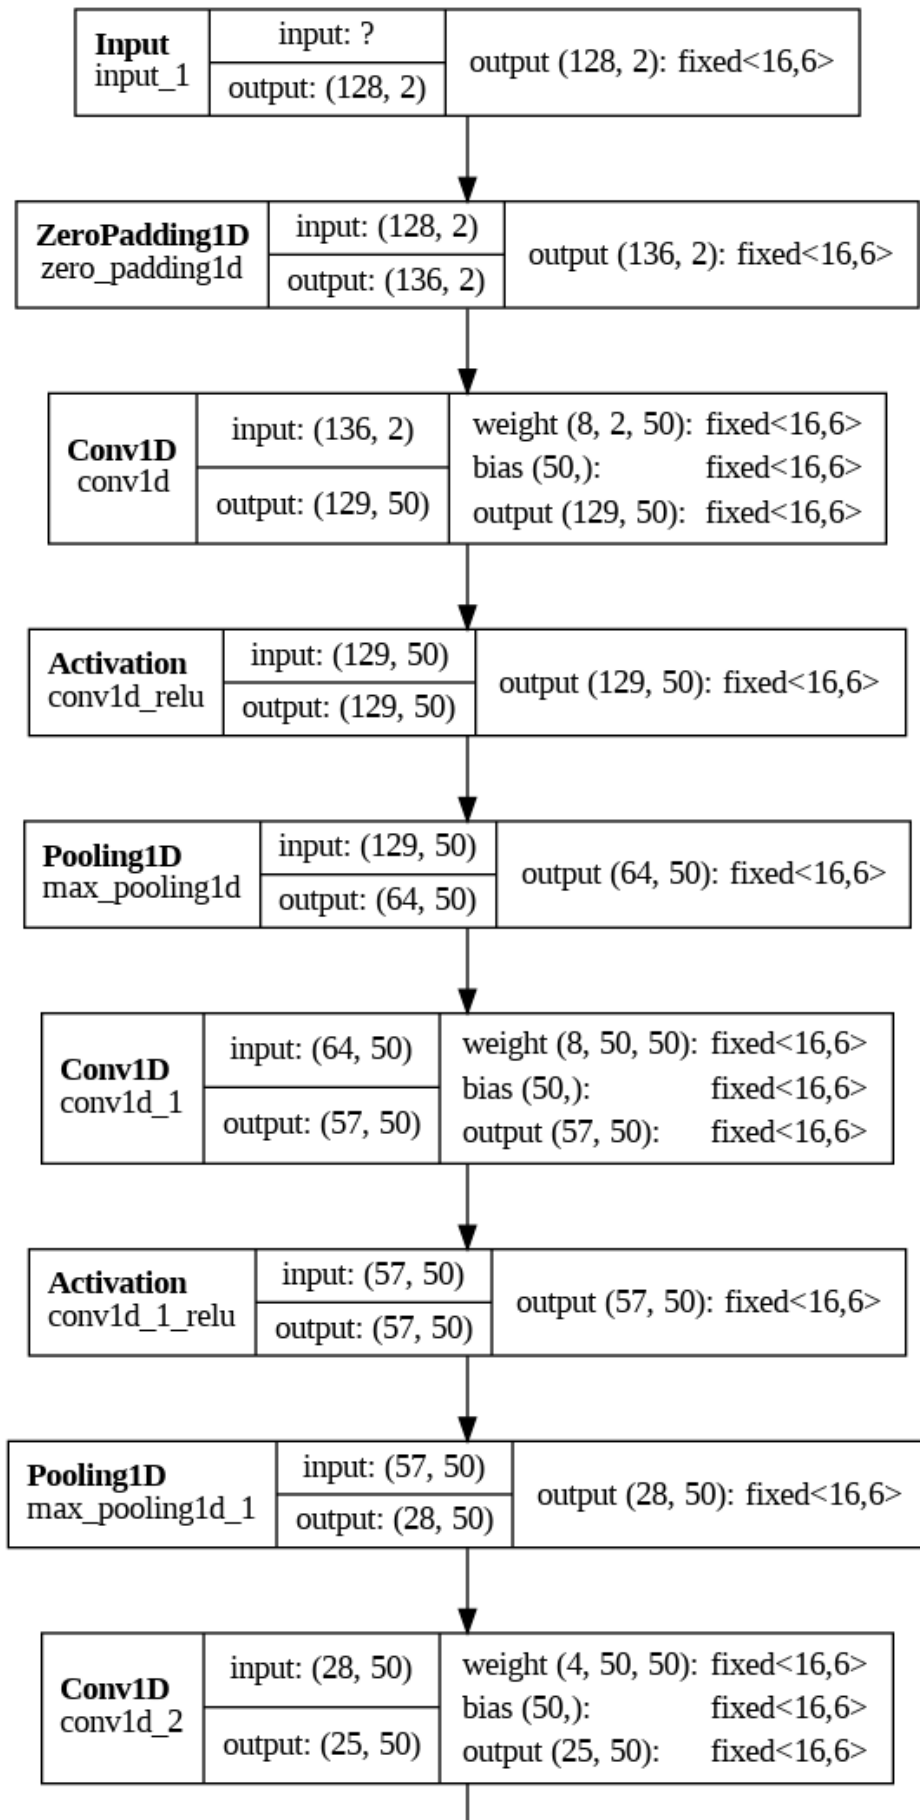 Input
input_1
input: ?
output: (128, 2)
output (128, 2): fixed<16,6>
ZeroPadding1D
zero_padding1d
input: (128, 2)
output: (136, 2)
output (136, 2): fixed<16,6>
Conv1D
conv1d
input: (136, 2)
output: (129, 50)
weight (8, 2, 50): fixed<16,6>
bias (50,): fixed<16,6>
output (129, 50): fixed<16,6>
Activation
conv1d_relu
input: (129, 50)
output: (129, 50)
output (129, 50): fixed<16,6>
Pooling1D
max_pooling1d
input: (129, 50)
output: (64, 50)
output (64, 50): fixed<16,6>
Conv1D
conv1d_1
input: (64, 50)
output: (57, 50)
weight (8, 50, 50): fixed<16,6>
bias (50,): fixed<16,6>
output (57, 50): fixed<16,6>
Activation
conv1d_1_relu
input: (57, 50)
output: (57, 50)
output (57, 50): fixed<16,6>
Pooling1D
max_pooling1d_1
input: (57, 50)
output: (28, 50)
output (28, 50): fixed<16,6>
Conv1D
conv1d_2
input: (28, 50)
output: (25, 50)
weight (4, 50, 50): fixed<16,6>
bias (50,): fixed<16,6>
output (25, 50): fixed<16,6>